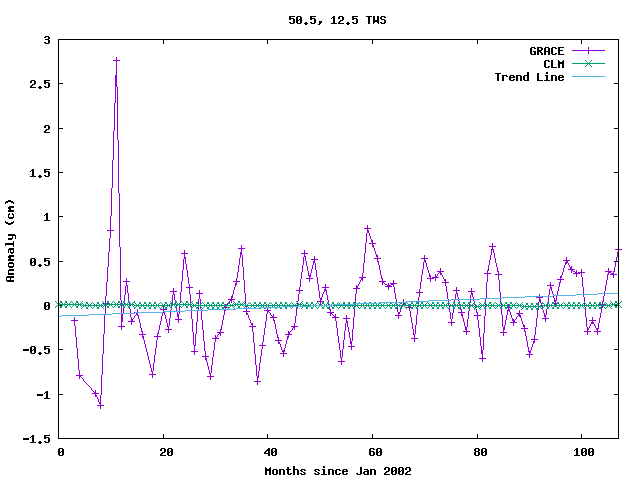 50.5, 12.5 TWS
GRACE
CLM
Trend Line
3
2.5
2
1.5
1
0.5
0
-0.5
-1
-1.5
Anomaly (cm)
0 20 40 60 80 100
Months since Jan 2002